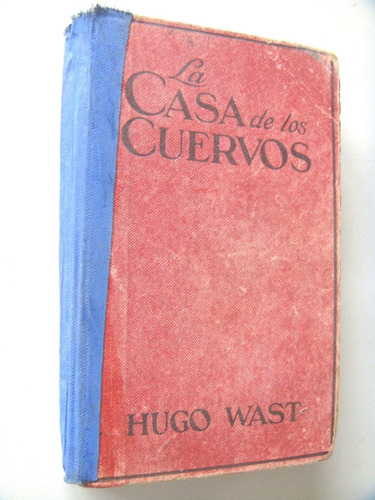 La
CASA de los
CUERVOS
HUGO WAST